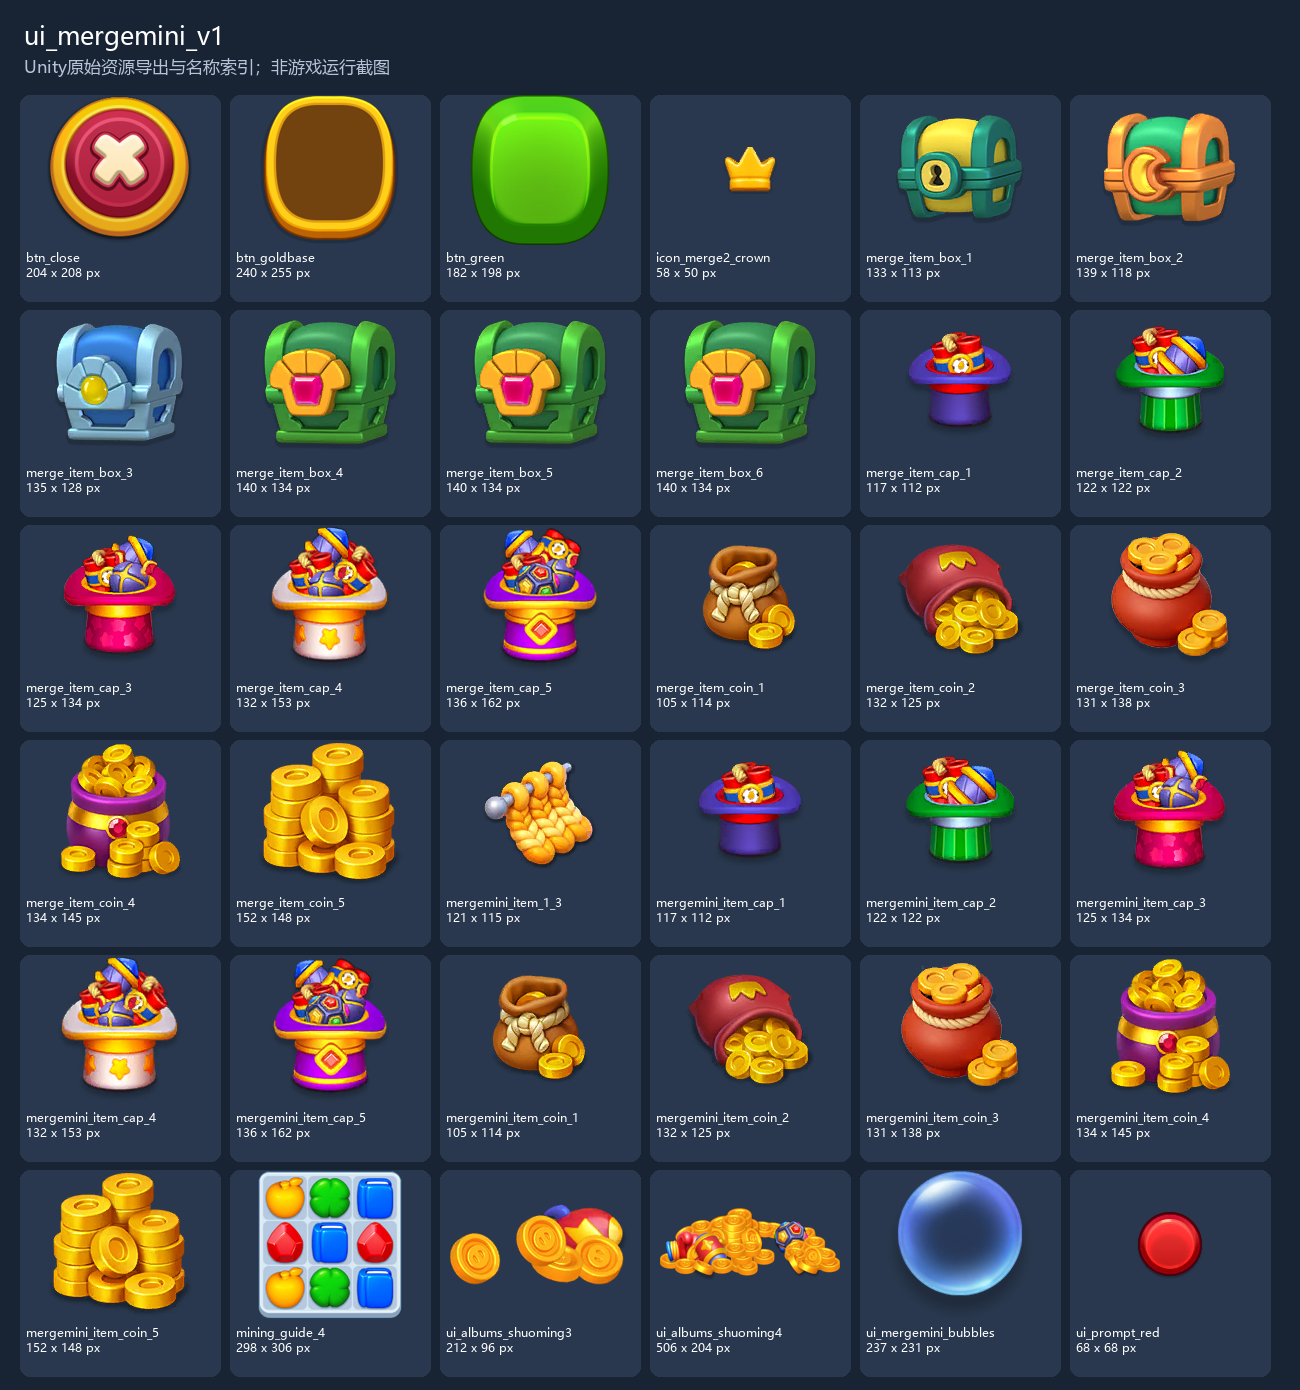 ui_mergemini_v1
Unity原始资源导出与名称索引；非游戏运行截图
btn_close
204 x 208 px
btn_goldbase
240 x 255 px
btn_green
182 x 198 px
icon_merge2_crown
58 x 50 px
merge_item_box_1
133 x 113 px
merge_item_box_2
139 x 118 px
merge_item_box_3
135 x 128 px
merge_item_box_4
140 x 134 px
merge_item_box_5
140 x 134 px
merge_item_box_6
140 x 134 px
merge_item_cap_1
117 x 112 px
merge_item_cap_2
122 x 122 px
merge_item_cap_3
125 x 134 px
merge_item_cap_4
132 x 153 px
merge_item_cap_5
136 x 162 px
merge_item_coin_1
105 x 114 px
merge_item_coin_2
132 x 125 px
merge_item_coin_3
131 x 138 px
merge_item_coin_4
134 x 145 px
merge_item_coin_5
152 x 148 px
mergemini_item_1_3
121 x 115 px
mergemini_item_cap_1
117 x 112 px
mergemini_item_cap_2
122 x 122 px
mergemini_item_cap_3
125 x 134 px
mergemini_item_cap_4
132 x 153 px
mergemini_item_cap_5
136 x 162 px
mergemini_item_coin_1
105 x 114 px
mergemini_item_coin_2
132 x 125 px
mergemini_item_coin_3
131 x 138 px
mergemini_item_coin_4
134 x 145 px
mergemini_item_coin_5
152 x 148 px
mining_guide_4
298 x 306 px
ui_albums_shuoming3
212 x 96 px
ui_albums_shuoming4
506 x 204 px
ui_mergemini_bubbles
237 x 231 px
ui_prompt_red
68 x 68 px